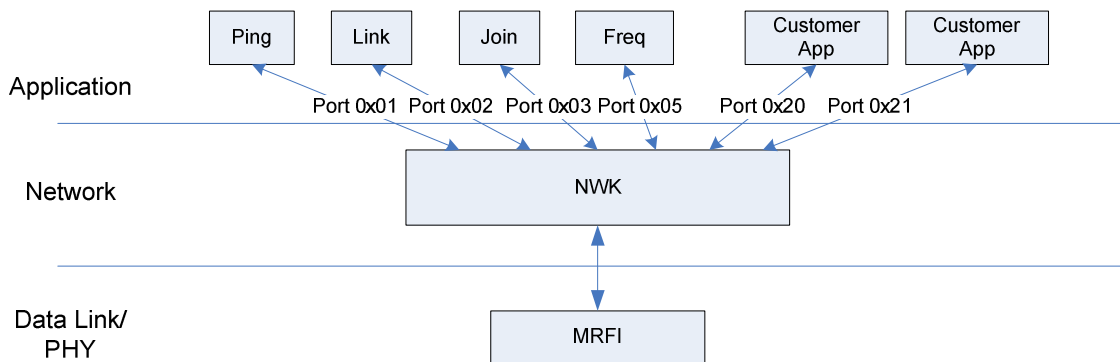 Ping
Link
Join
Freq
Customer
App
Customer
App
Application
Port 0x01
Port 0x02
Port 0x03
Port 0x05
Port 0x20
Port 0x21
Network
NWK
Data Link/
PHY
MRFI